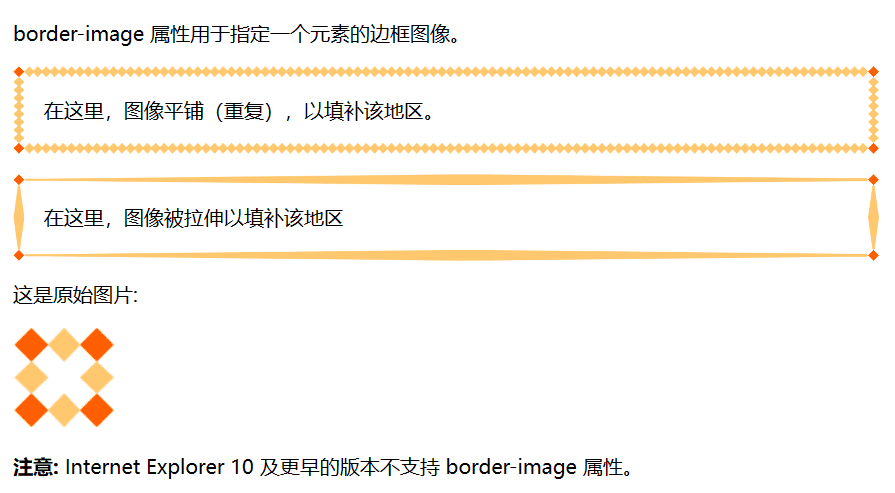 border-image 属性用于指定一个元素的边框图像。
在这里，图像平铺（重复），以填补该地区。
在这里，图像被拉伸以填补该地区
这是原始图片:
注意: Internet Explorer 10 及更早的版本不支持 border-image 属性。